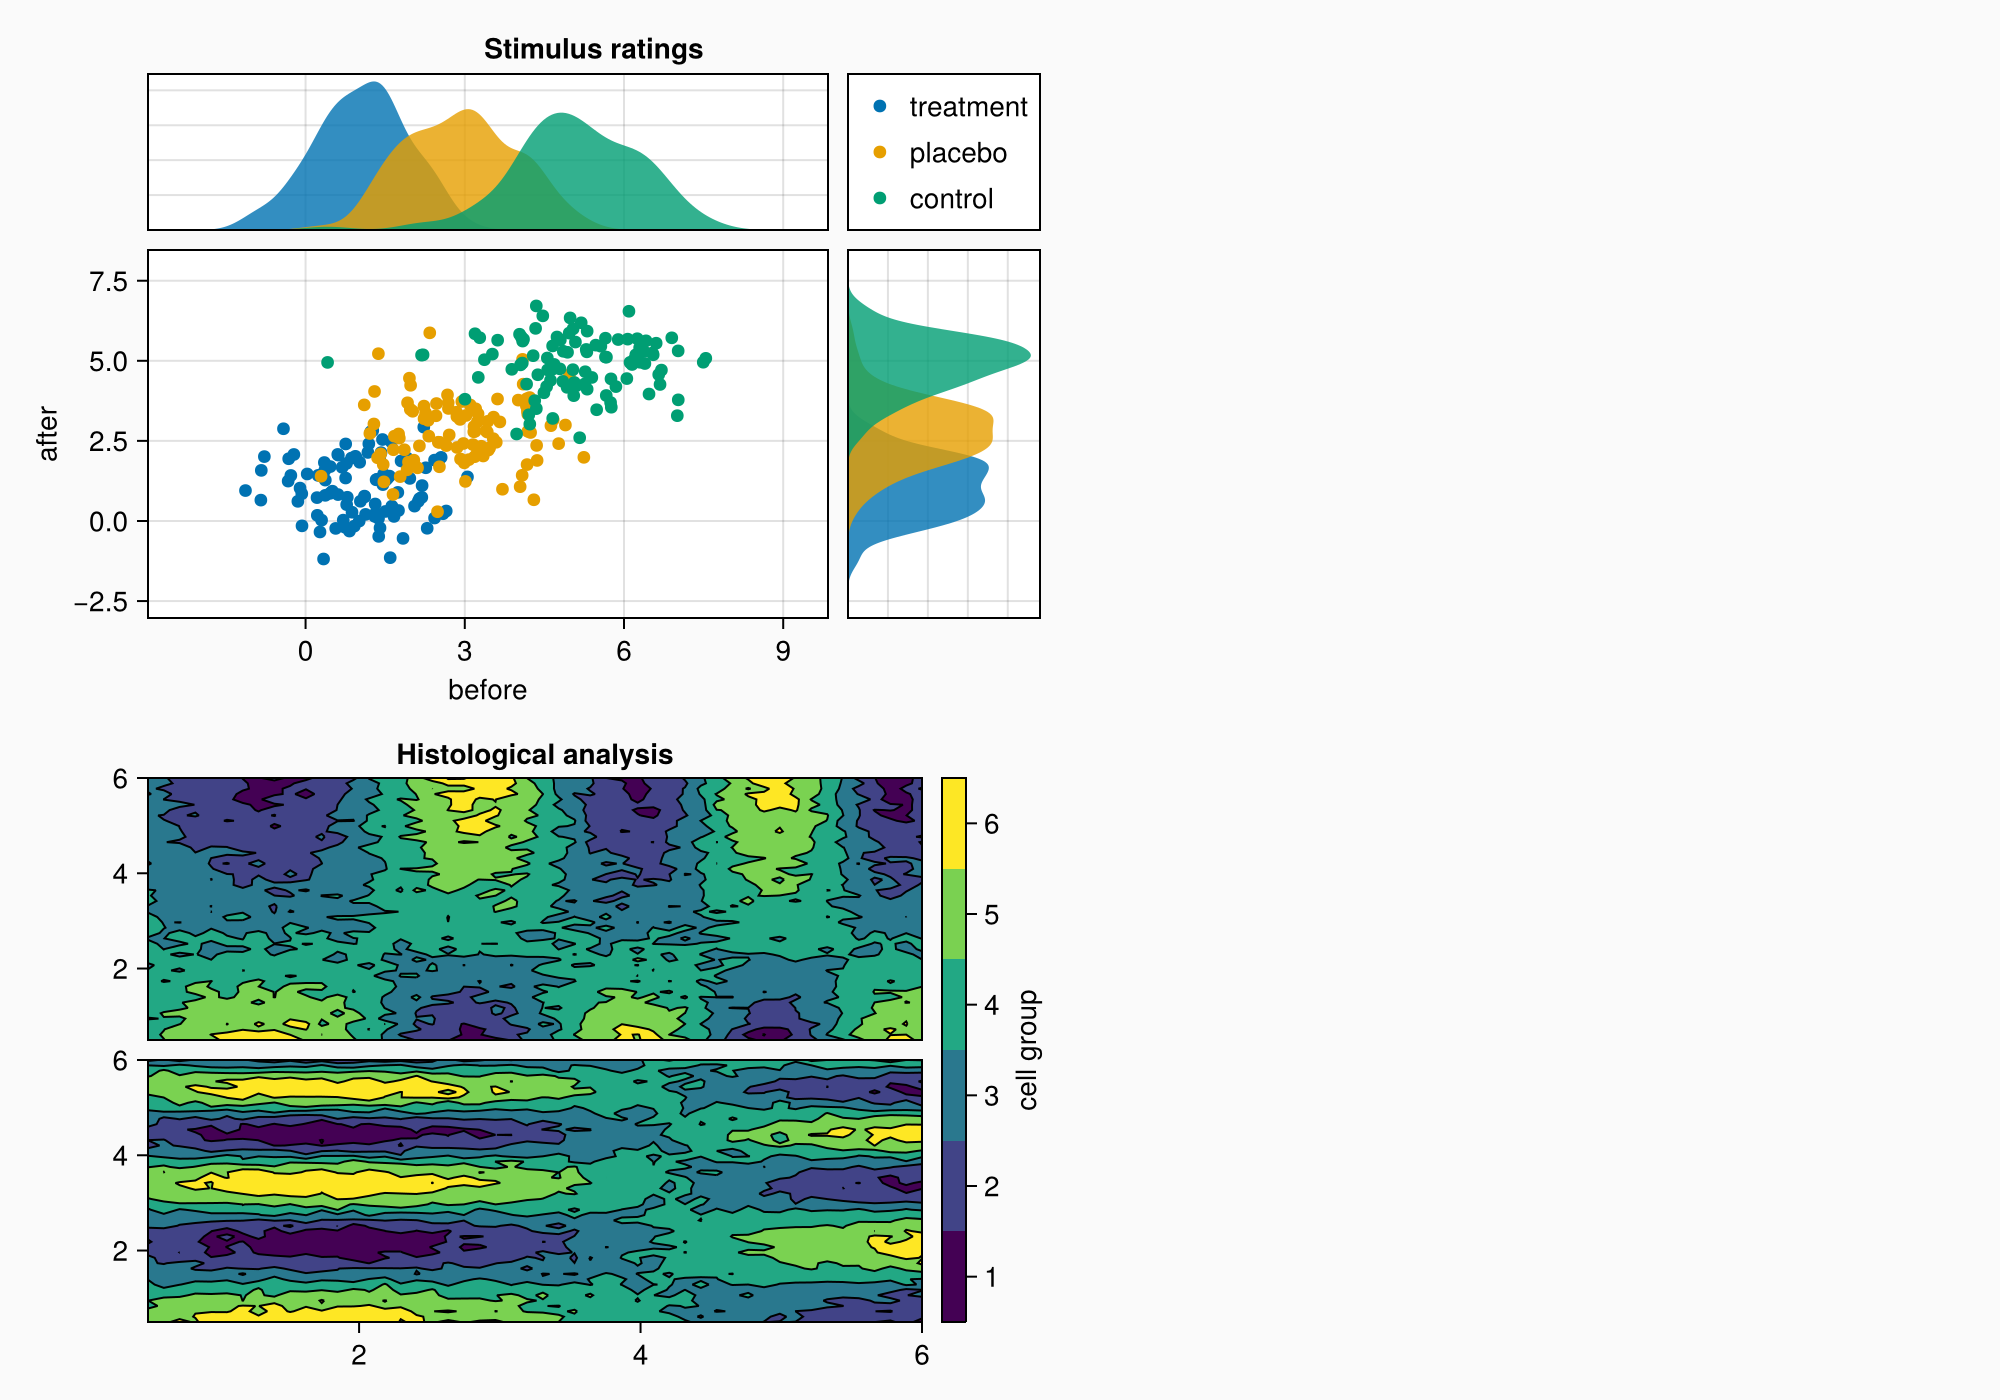 Stimulus ratings
treatment
placebo
control
7.5
5.0
2.5
0.0
−2.5
after
0 3 6 9
before
Histological analysis
6
4
2
6
4
2
2 4 6
6
5
4
3
2
1
cell group